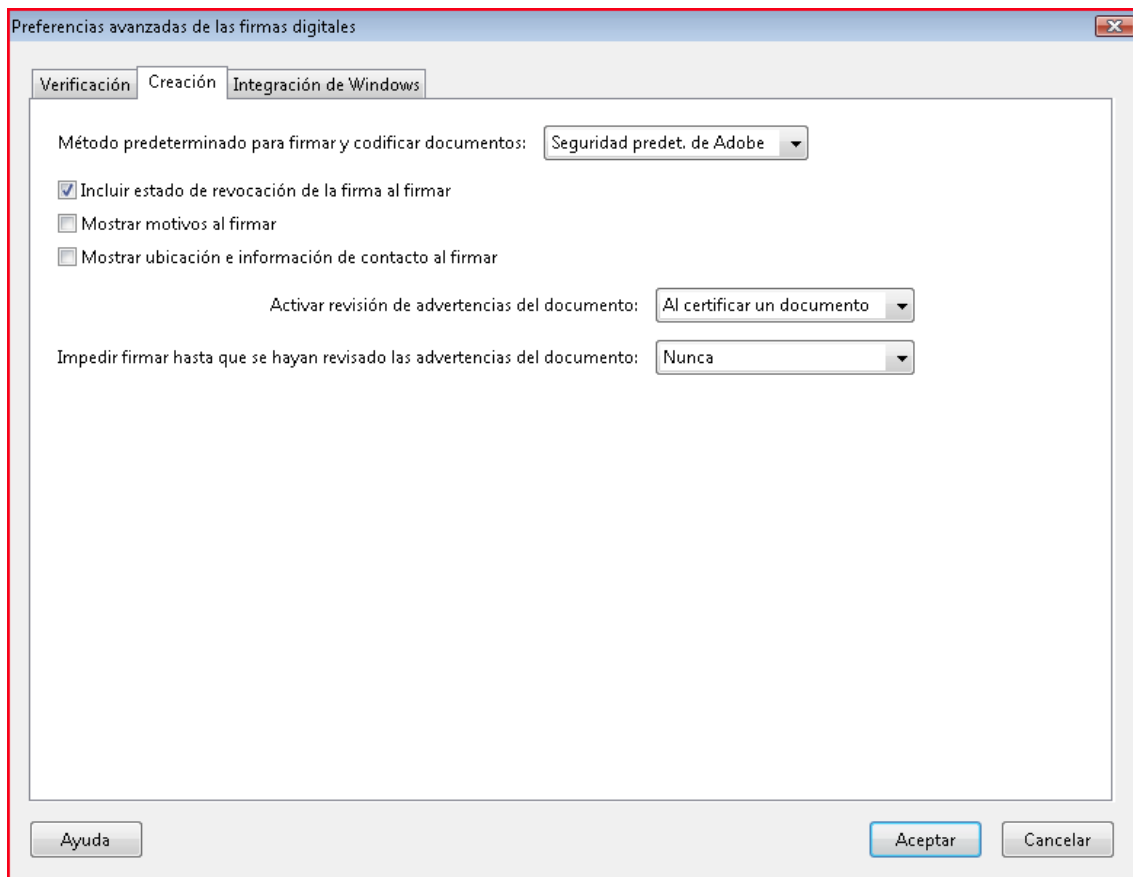 Preferencias avanzadas de las firmas digitales
Verificación Creación Integración de Windows
Método predeterminado para firmar y codificar documentos: Seguridad predet. de Adobe
Incluir estado de revocación de la firma al firmar
Mostrar motivos al firmar
Mostrar ubicación e información de contacto al firmar
Activar revisión de advertencias del documento: Al certificar un documento
Impedir firmar hasta que se hayan revisado las advertencias del documento: Nunca
Ayuda Aceptar Cancelar